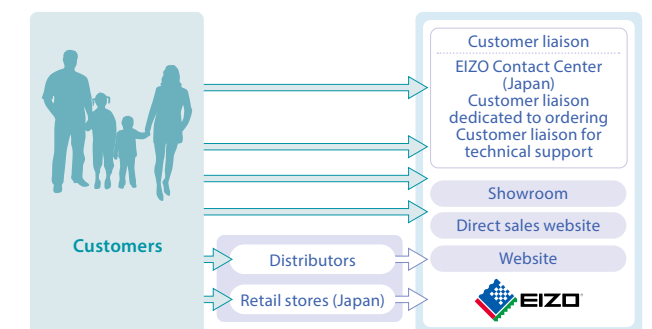 Customers
Distributors
Retail stores (Japan)
Customer liaison
EIZO Contact Center
(Japan)
Customer liaison
dedicated to ordering
Customer liaison for
technical support
Showroom
Direct sales website
Website
EIZO